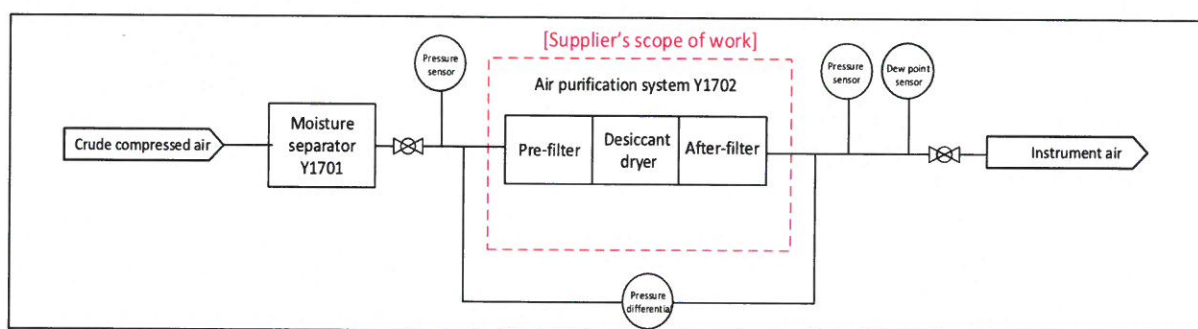 [Supplier's scope of work]
Pressure
sensor
Pressure
sensor
Dew point
sensor
Air purification system Y1702
Crude compressed air
Moisture
separator
Y1701
Pre-filter
Desiccant
dryer
After-filter
Instrument air
Pressure
differential